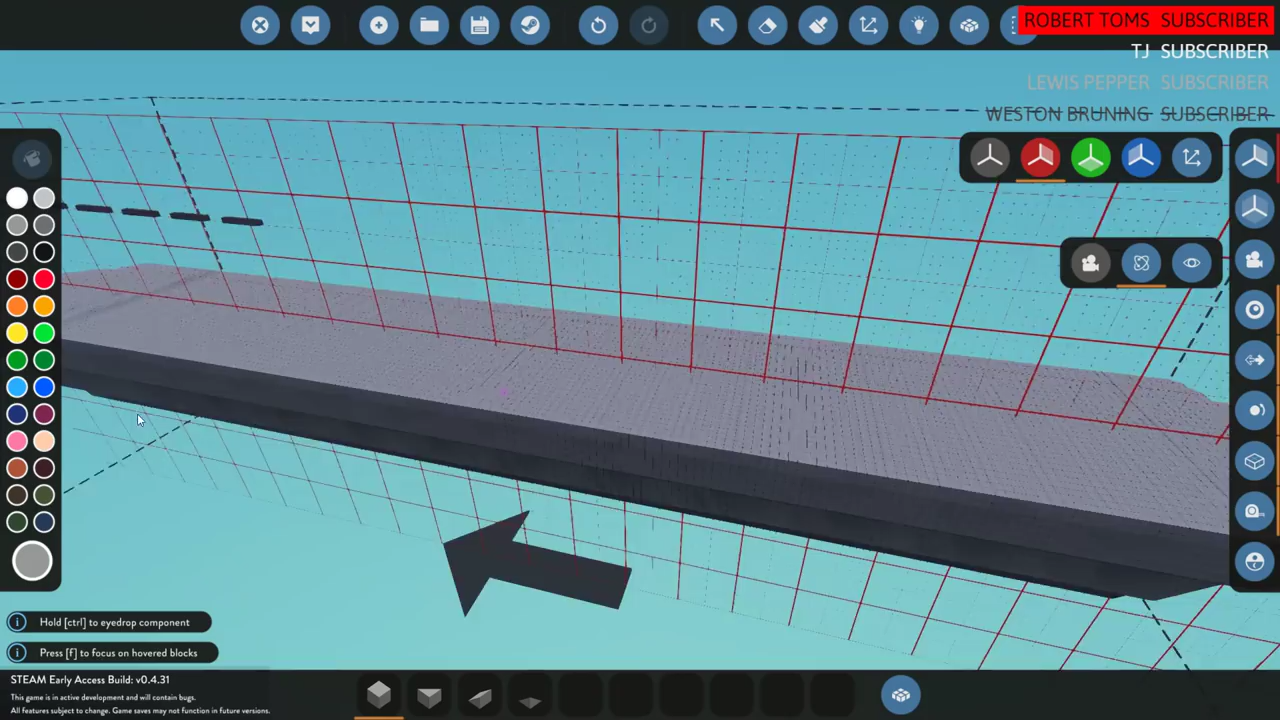 ROBERT TOMS SUBSCRIBER
TJ SUBSCRIBER
LEWIS PEPPER SUBSCRIBER
WESTON BRUNING SUBSCRIBER
Hold [ctrl] to eyedrop component
Press [f] to focus on hovered blocks
STEAM Early Access Build: v0.4.31
This game is in active development and will contain bugs.
All features subject to change. Game saves may not function in future versions.